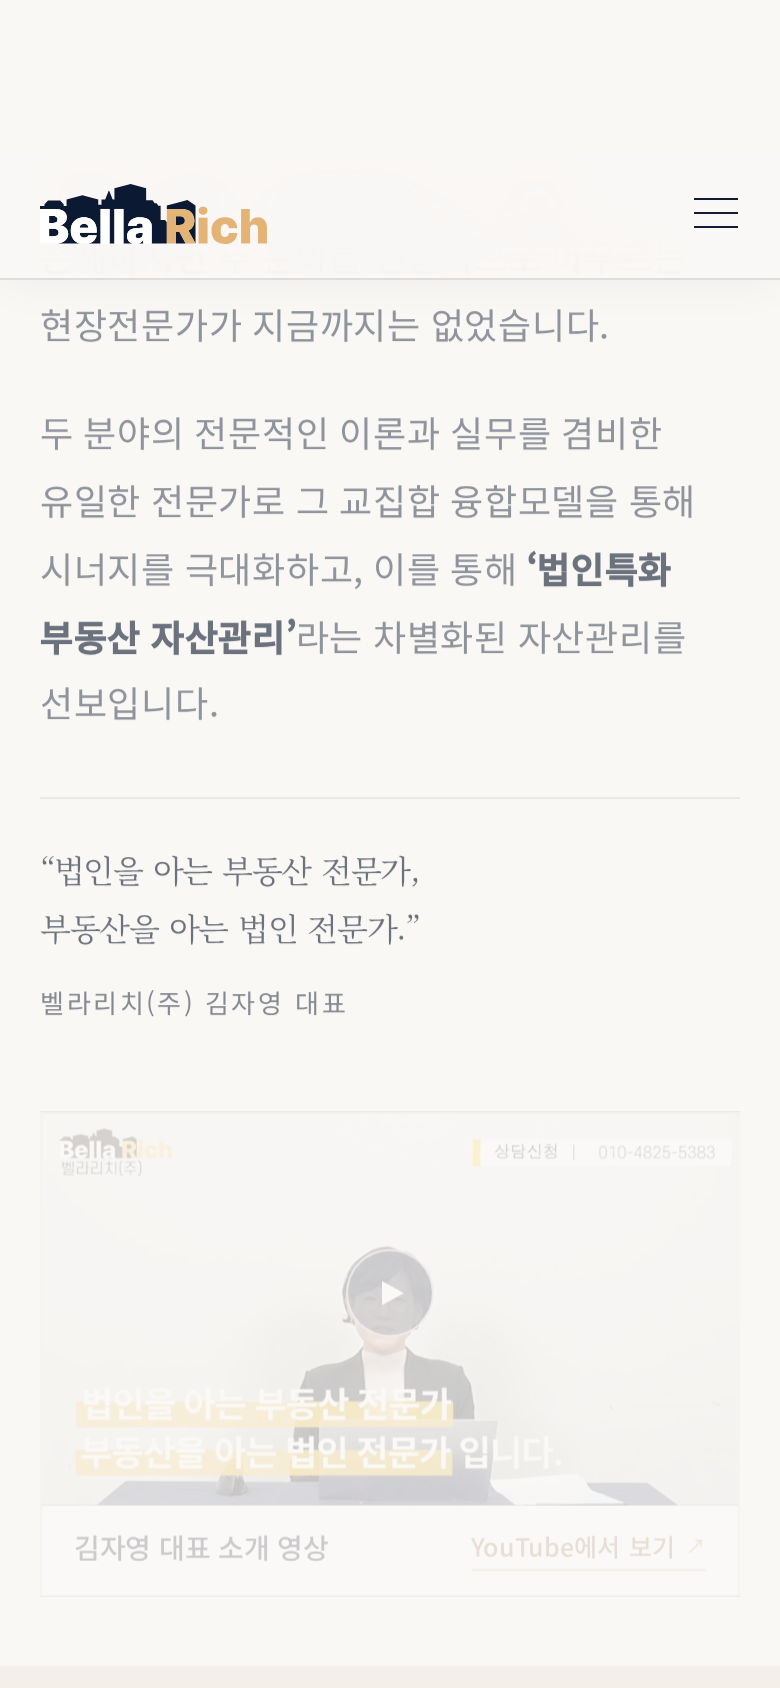 Bella Rich
현장전문가가 지금까지는 없었습니다.
두 분야의 전문적인 이론과 실무를 겸비한
유일한 전문가로 그 교집합 융합모델을 통해
시너지를 극대화하고, 이를 통해 ‘법인특화
부동산 자산관리’라는 차별화된 자산관리를
선보입니다.
“법인을 아는 부동산 전문가,
부동산을 아는 법인 전문가.”
벨라리치(주) 김자영 대표
Bella Rich
벨라리치(주)
상담신청 | 010-4825-5383
법인을 아는 부동산 전문가
부동산을 아는 법인 전문가 입니다.
김자영 대표 소개 영상
YouTube에서 보기 ↗